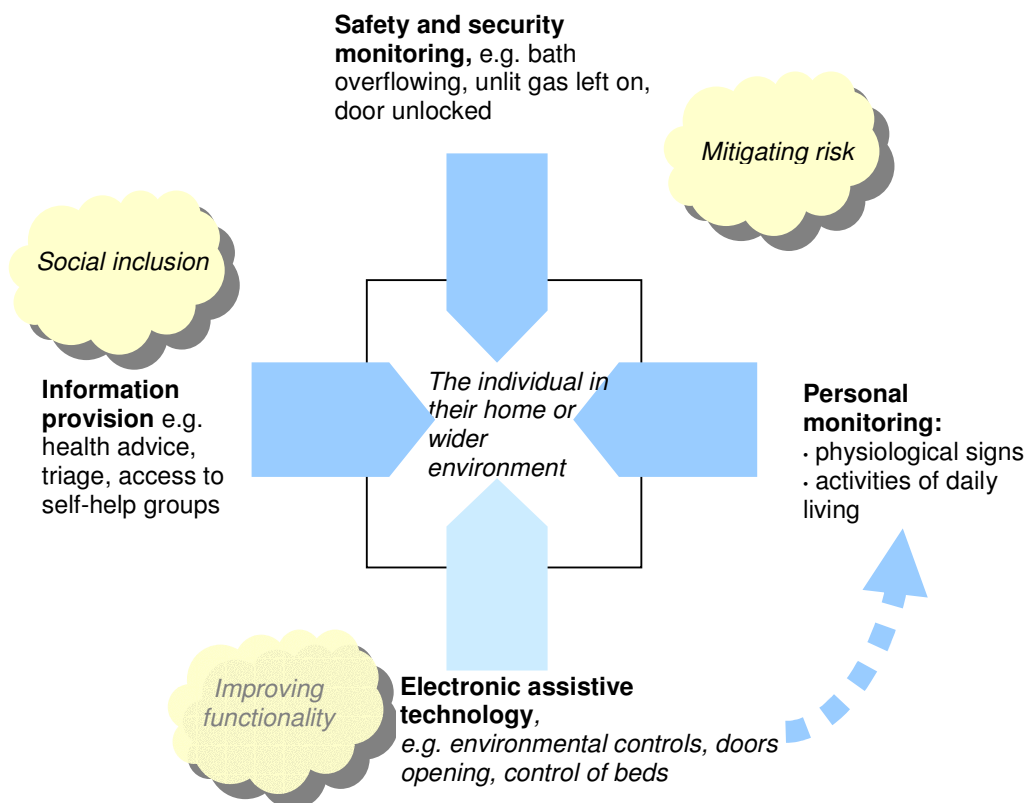 Safety and security
monitoring, e.g. bath
overflowing, unlit gas left on,
door unlocked
Mitigating risk
Social inclusion
Information
provision e.g.
health advice,
triage, access to
self-help groups
The individual in
their home or
wider
environment
Personal
monitoring:
· physiological signs
· activities of daily
living
Improving
functionality
Electronic assistive
technology,
e.g. environmental controls, doors
opening, control of beds